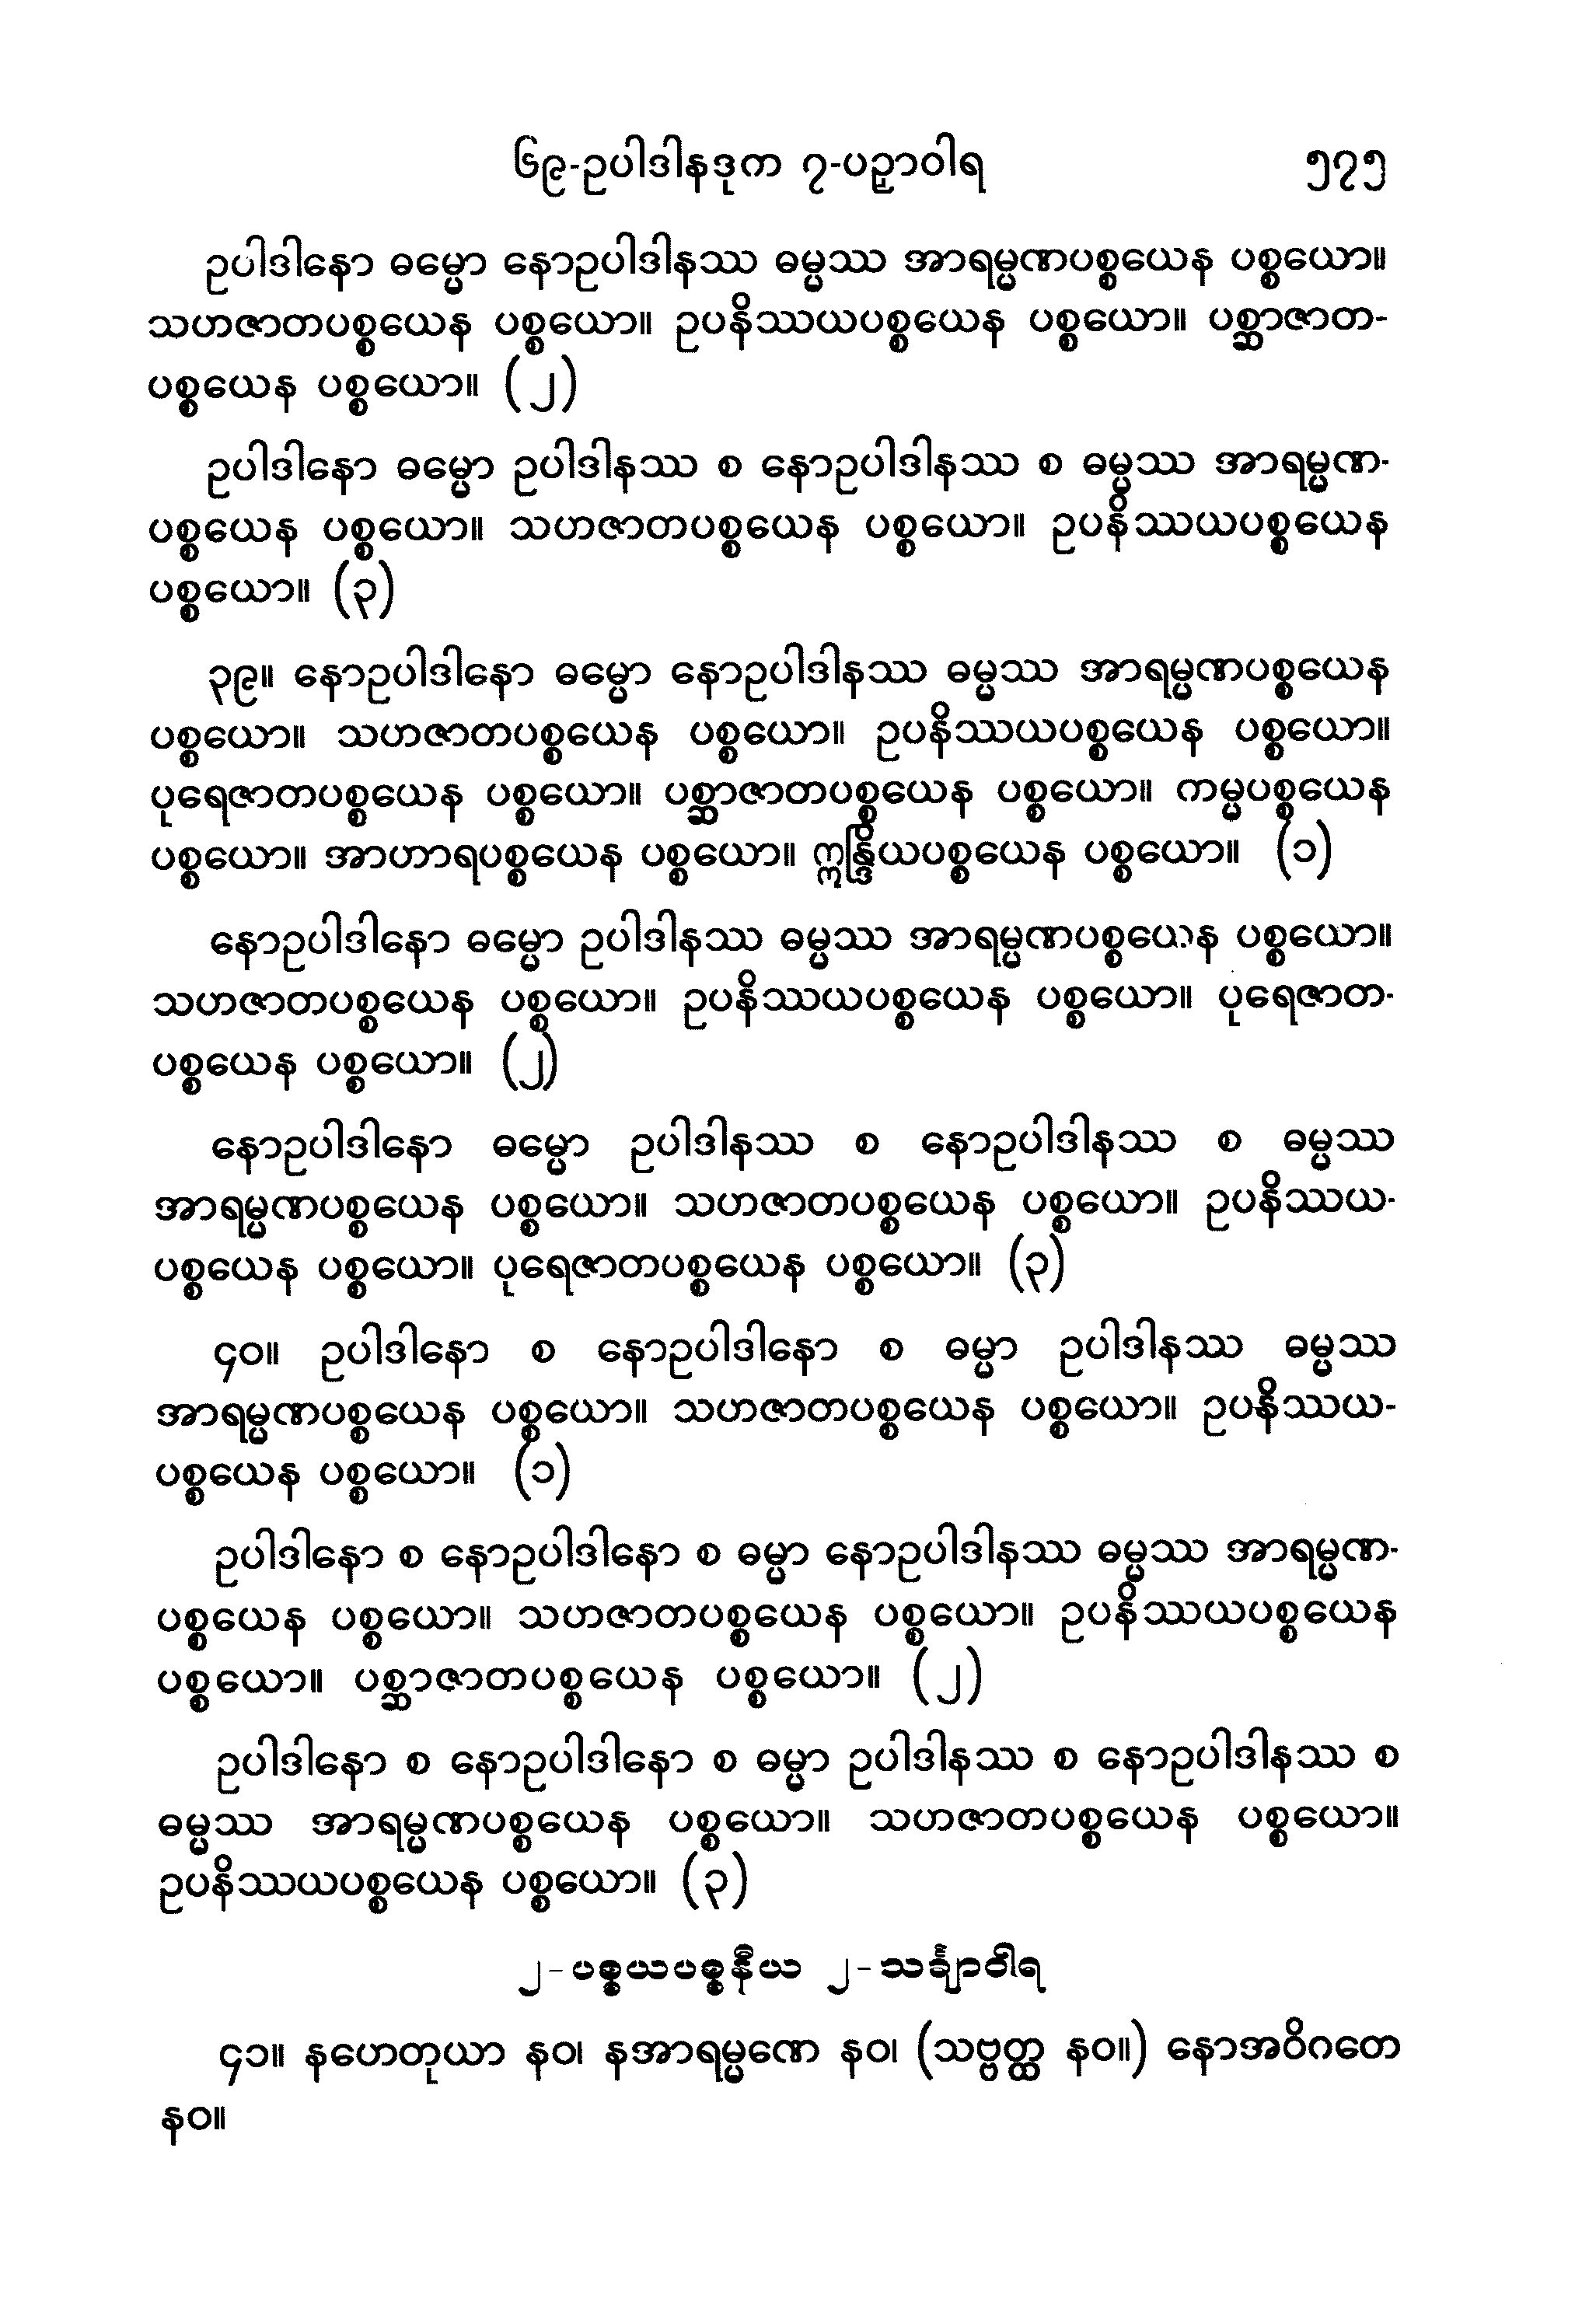 ၆၉-ဥပါဒါနဒုက ၇-ပဉှာဝါရ ၅၇၅
ဥပါဒါနော ဓမ္မော နောဥပါဒါနဿ ဓမ္မဿ အာရမ္မဏပစ္စယေန ပစ္စယော။
သဟဇာတပစ္စယေန ပစ္စယော။ ဥပနိဿယပစ္စယေန ပစ္စယော။ ပစ္ဆာဇာတ-
ပစ္စယေန ပစ္စယော။ (၂)
ဥပါဒါနော ဓမ္မော ဥပါဒါနဿ စ နောဥပါဒါနဿ စ ဓမ္မဿ အာရမ္မဏ-
ပစ္စယေန ပစ္စယော။ သဟဇာတပစ္စယေန ပစ္စယော။ ဥပနိဿယပစ္စယေန
ပစ္စယော။ (၃)
၃၉။ နောဥပါဒါနော ဓမ္မော နောဥပါဒါနဿ ဓမ္မဿ အာရမ္မဏပစ္စယေန
ပစ္စယော။ သဟဇာတပစ္စယေန ပစ္စယော။ ဥပနိဿယပစ္စယေန ပစ္စယော။
ပုရေဇာတပစ္စယေန ပစ္စယော။ ပစ္ဆာဇာတပစ္စယေန ပစ္စယော။ ကမ္မပစ္စယေန
ပစ္စယော။ အာဟာရပစ္စယေန ပစ္စယော။ ဣန္ဒြိယပစ္စယေန ပစ္စယော။ (၁)
နောဥပါဒါနော ဓမ္မော ဥပါဒါနဿ ဓမ္မဿ အာရမ္မဏပစ္စယေန ပစ္စယော။
သဟဇာတပစ္စယေန ပစ္စယော။ ဥပနိဿယပစ္စယေန ပစ္စယော။ ပုရေဇာတ-
ပစ္စယေန ပစ္စယော။ (၂)
နောဥပါဒါနော ဓမ္မော ဥပါဒါနဿ စ နောဥပါဒါနဿ စ ဓမ္မဿ
အာရမ္မဏပစ္စယေန ပစ္စယော။ သဟဇာတပစ္စယေန ပစ္စယော။ ဥပနိဿယ-
ပစ္စယေန ပစ္စယော။ ပုရေဇာတပစ္စယေန ပစ္စယော။ (၃)
၄၀။ ဥပါဒါနော စ နောဥပါဒါနော စ ဓမ္မာ ဥပါဒါနဿ ဓမ္မဿ
အာရမ္မဏပစ္စယေန ပစ္စယော။ သဟဇာတပစ္စယေန ပစ္စယော။ ဥပနိဿယ-
ပစ္စယေန ပစ္စယော။ (၁)
ဥပါဒါနော စ နောဥပါဒါနော စ ဓမ္မာ နောဥပါဒါနဿ ဓမ္မဿ အာရမ္မဏ-
ပစ္စယေန ပစ္စယော။ သဟဇာတပစ္စယေန ပစ္စယော။ ဥပနိဿယပစ္စယေန
ပစ္စယော။ ပစ္ဆာဇာတပစ္စယေန ပစ္စယော။ (၂)
ဥပါဒါနော စ နောဥပါဒါနော စ ဓမ္မာ ဥပါဒါနဿ စ နောဥပါဒါနဿ စ
ဓမ္မဿ အာရမ္မဏပစ္စယေန ပစ္စယော။ သဟဇာတပစ္စယေန ပစ္စယော။
ဥပနိဿယပစ္စယေန ပစ္စယော။ (၃)
၂-ပစ္စယပစ္စနီယ ၂-သင်္ချာဝါရ
၄၁။ နဟေတုယာ နဝ၊ နအာရမ္မဏေ နဝ၊ (သဗ္ဗတ္ထ နဝ။) နောအဝိဂတေ
နဝ။